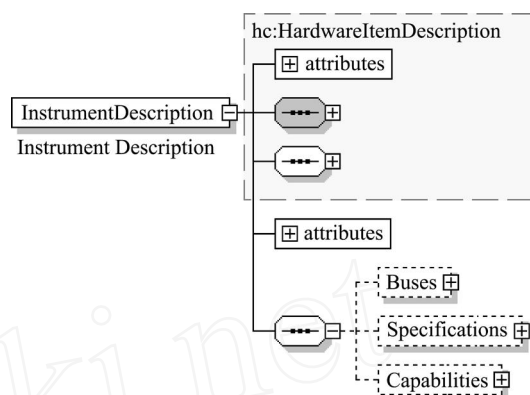 hc:HardwareItemDescription
attributes
InstrumentDescription
Instrument Description
attributes
Buses
Specifications
Capabilities